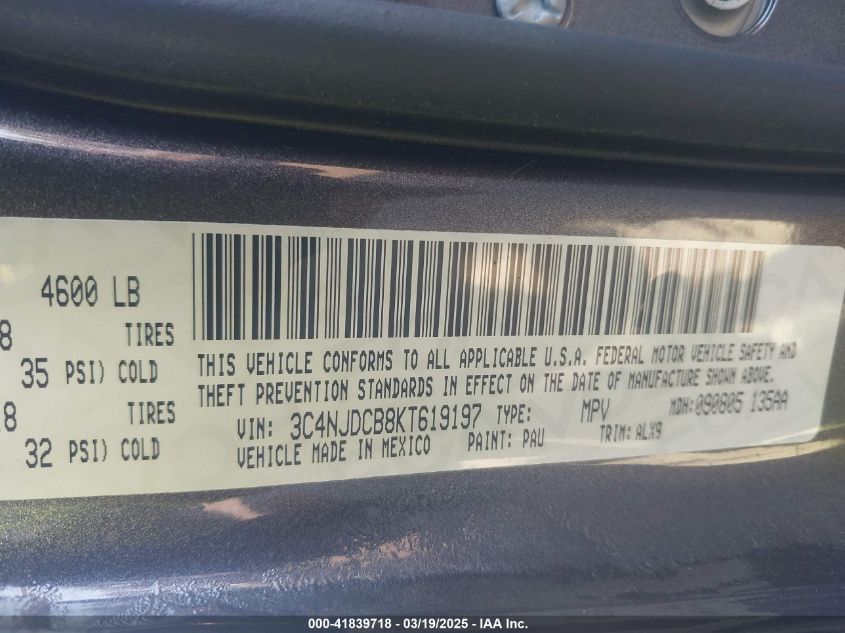 4600 LB
8 TIRES
35 PSI) COLD
18 TIRES
32 PSI) COLD
THIS VEHICLE CONFORMS TO ALL APPLICABLE U.S.A. FEDERAL MOTOR VEHICLE SAFETY AND
THEFT PREVENTION STANDARDS IN EFFECT ON THE DATE OF MANUFACTURE SHOWN ABOVE.
VIN: 3C4NJDCB8KT619197 TYPE: MPV MDH:090805 135AA
VEHICLE MADE IN MEXICO PAINT: PAU TRIM: ALX9
000-41839718 - 03/19/2025 - IAA Inc.